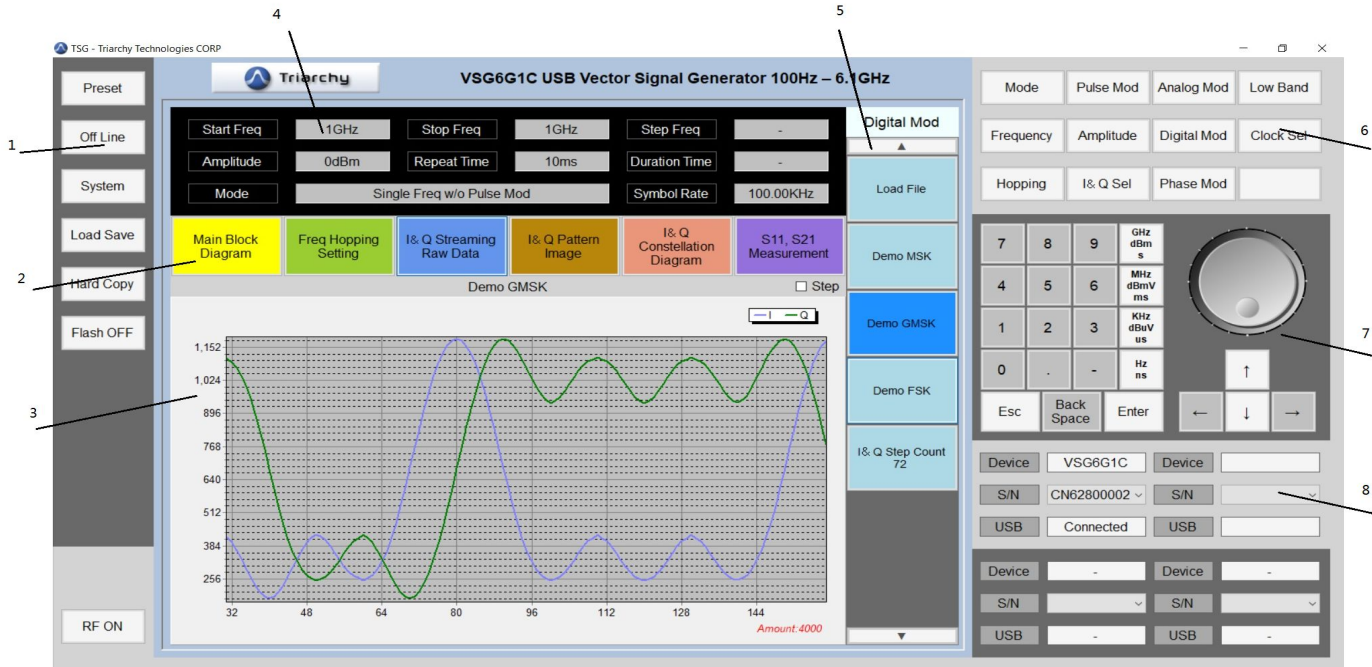 4
5
TSG - Triarchy Technologies CORP
Triarchy
VSG6G1C USB Vector Signal Generator 100Hz – 6.1GHz
Preset
Off Line
System
Load Save
Hard Copy
Flash OFF
RF ON
1
2
3
Start Freq 1GHz Stop Freq 1GHz Step Freq -
Amplitude 0dBm Repeat Time 10ms Duration Time -
Mode Single Freq w/o Pulse Mod Symbol Rate 100.00KHz
Main Block Diagram
Freq Hopping Setting
I& Q Streaming Raw Data
I& Q Pattern Image
I& Q Constellation Diagram
S11, S21 Measurement
Demo GMSK
Step
I Q
1,152
1,024
896
768
640
512
384
256
32 48 64 80 96 112 128 144
Amount:4000
Digital Mod
▲
Load File
Demo MSK
Demo GMSK
Demo FSK
I& Q Step Count
72
▼
Mode Pulse Mod Analog Mod Low Band
Frequency Amplitude Digital Mod Clock Sel
Hopping I& Q Sel Phase Mod
6
7 8 9 GHz dBm s
4 5 6 MHz dBmV ms
1 2 3 KHz dBuV us
0 . - Hz ns
Esc Back Space Enter
↑
← ↓ →
7
Device VSG6G1C Device
S/N CN62800002 S/N
USB Connected USB
8
Device - Device -
S/N S/N
USB - USB -